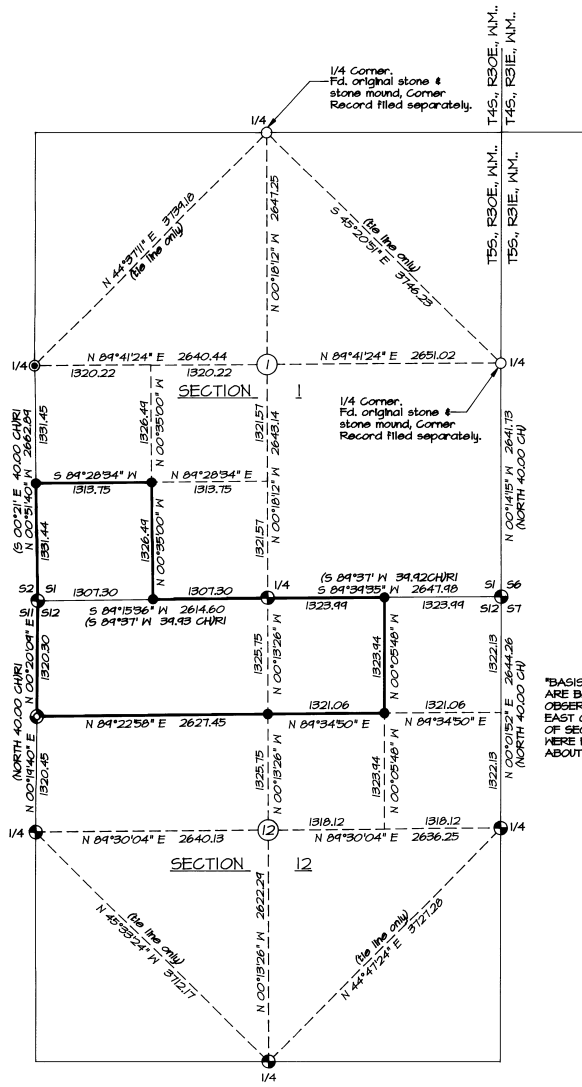 1/4 Corner.
Fd. original stone &
stone mound, Corner
Record filed separately.
T4S., R30E., W.M..
T4S., R31E., W.M..
1/4
T5S., R30E., W.M..
T5S., R31E., W.M..
N 44°37'11" E 3739.18
(tie line only)
N 00°18'12" W 2647.25
(tie line only)
S 45°20'51" E 3746.23
1/4
N 89°41'24" E 2640.44
1320.22 1320.22
1
N 89°41'24" E 2651.02
1/4
SECTION 1
1/4 Corner.
Fd. original stone &
stone mound, Corner
Record filed separately.
(S 00°21' E 40.00 CH)R1
N 00°51'40" W 2662.89
1331.45
1331.44
1326.49
N 00°35'00" W
1321.57
N 00°18'12" W 2643.14
1321.57
N 00°14'15" W 2641.73
(NORTH 40.00 CH)
S 89°28'34" W
1313.75
N 89°28'34" E
1313.75
1326.49
N 00°35'00" W
S2 S1
S11 S12
1307.30 1307.30
S 89°15'36" W 2614.60
(S 89°37' W 39.93 CH)R1
1/4
(S 89°37' W 39.92CH)R1
S 89°39'35" W 2647.98
1323.99 1323.99
S1 S6
S12 S7
(NORTH 40.00 CH)R1
N 00°20'09" E
1320.30
N 00°19'40" E
1320.45
1325.75
N 00°13'26" W
1323.94
N 00°05'48" W
1322.13
N 00°01'52" E 2644.26
(NORTH 40.00 CH)
1322.13
N 89°22'58" E 2627.45
1321.06
N 89°34'50" E
1321.06
N 89°34'50" E
1325.75
N 00°13'26" W
1323.94
N 00°05'48" W
"BASIS
ARE B
OBSER
EAST
OF SEC
WERE
ABOUT
1/4
N 89°30'04" E 2640.13
12
1318.12 1318.12
N 89°30'04" E 2636.25
1/4
SECTION 12
(tie line only)
N 45°33'24" W 3712.17
N 00°13'26" W 2622.29
(tie line only)
N 44°47'24" E 3727.28
1/4